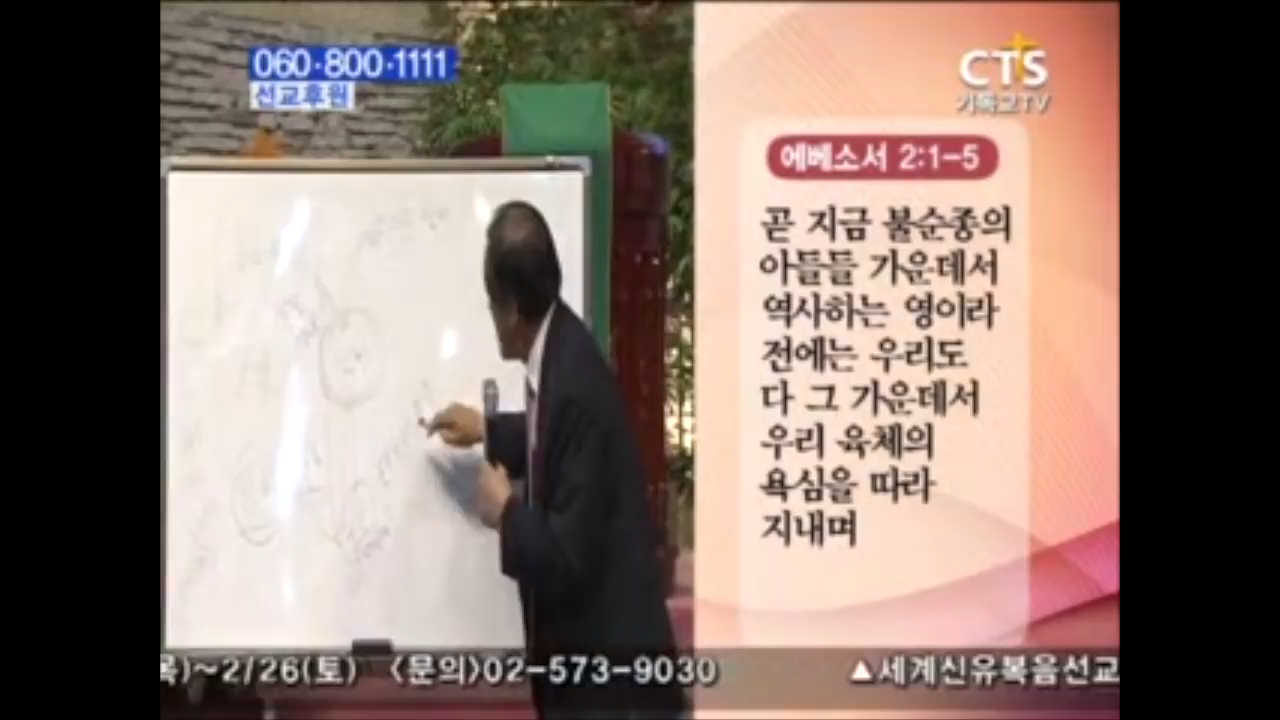 060·800·1111
선교후원
CTS
기독교TV
에베소서 2:1-5
곧 지금 불순종의
아들들 가운데서
역사하는 영이라
전에는 우리도
다 그 가운데서
우리 육체의
욕심을 따라
지내며
목)~2/26(토) <문의>02-573-9030 ▲세계신유복음선교